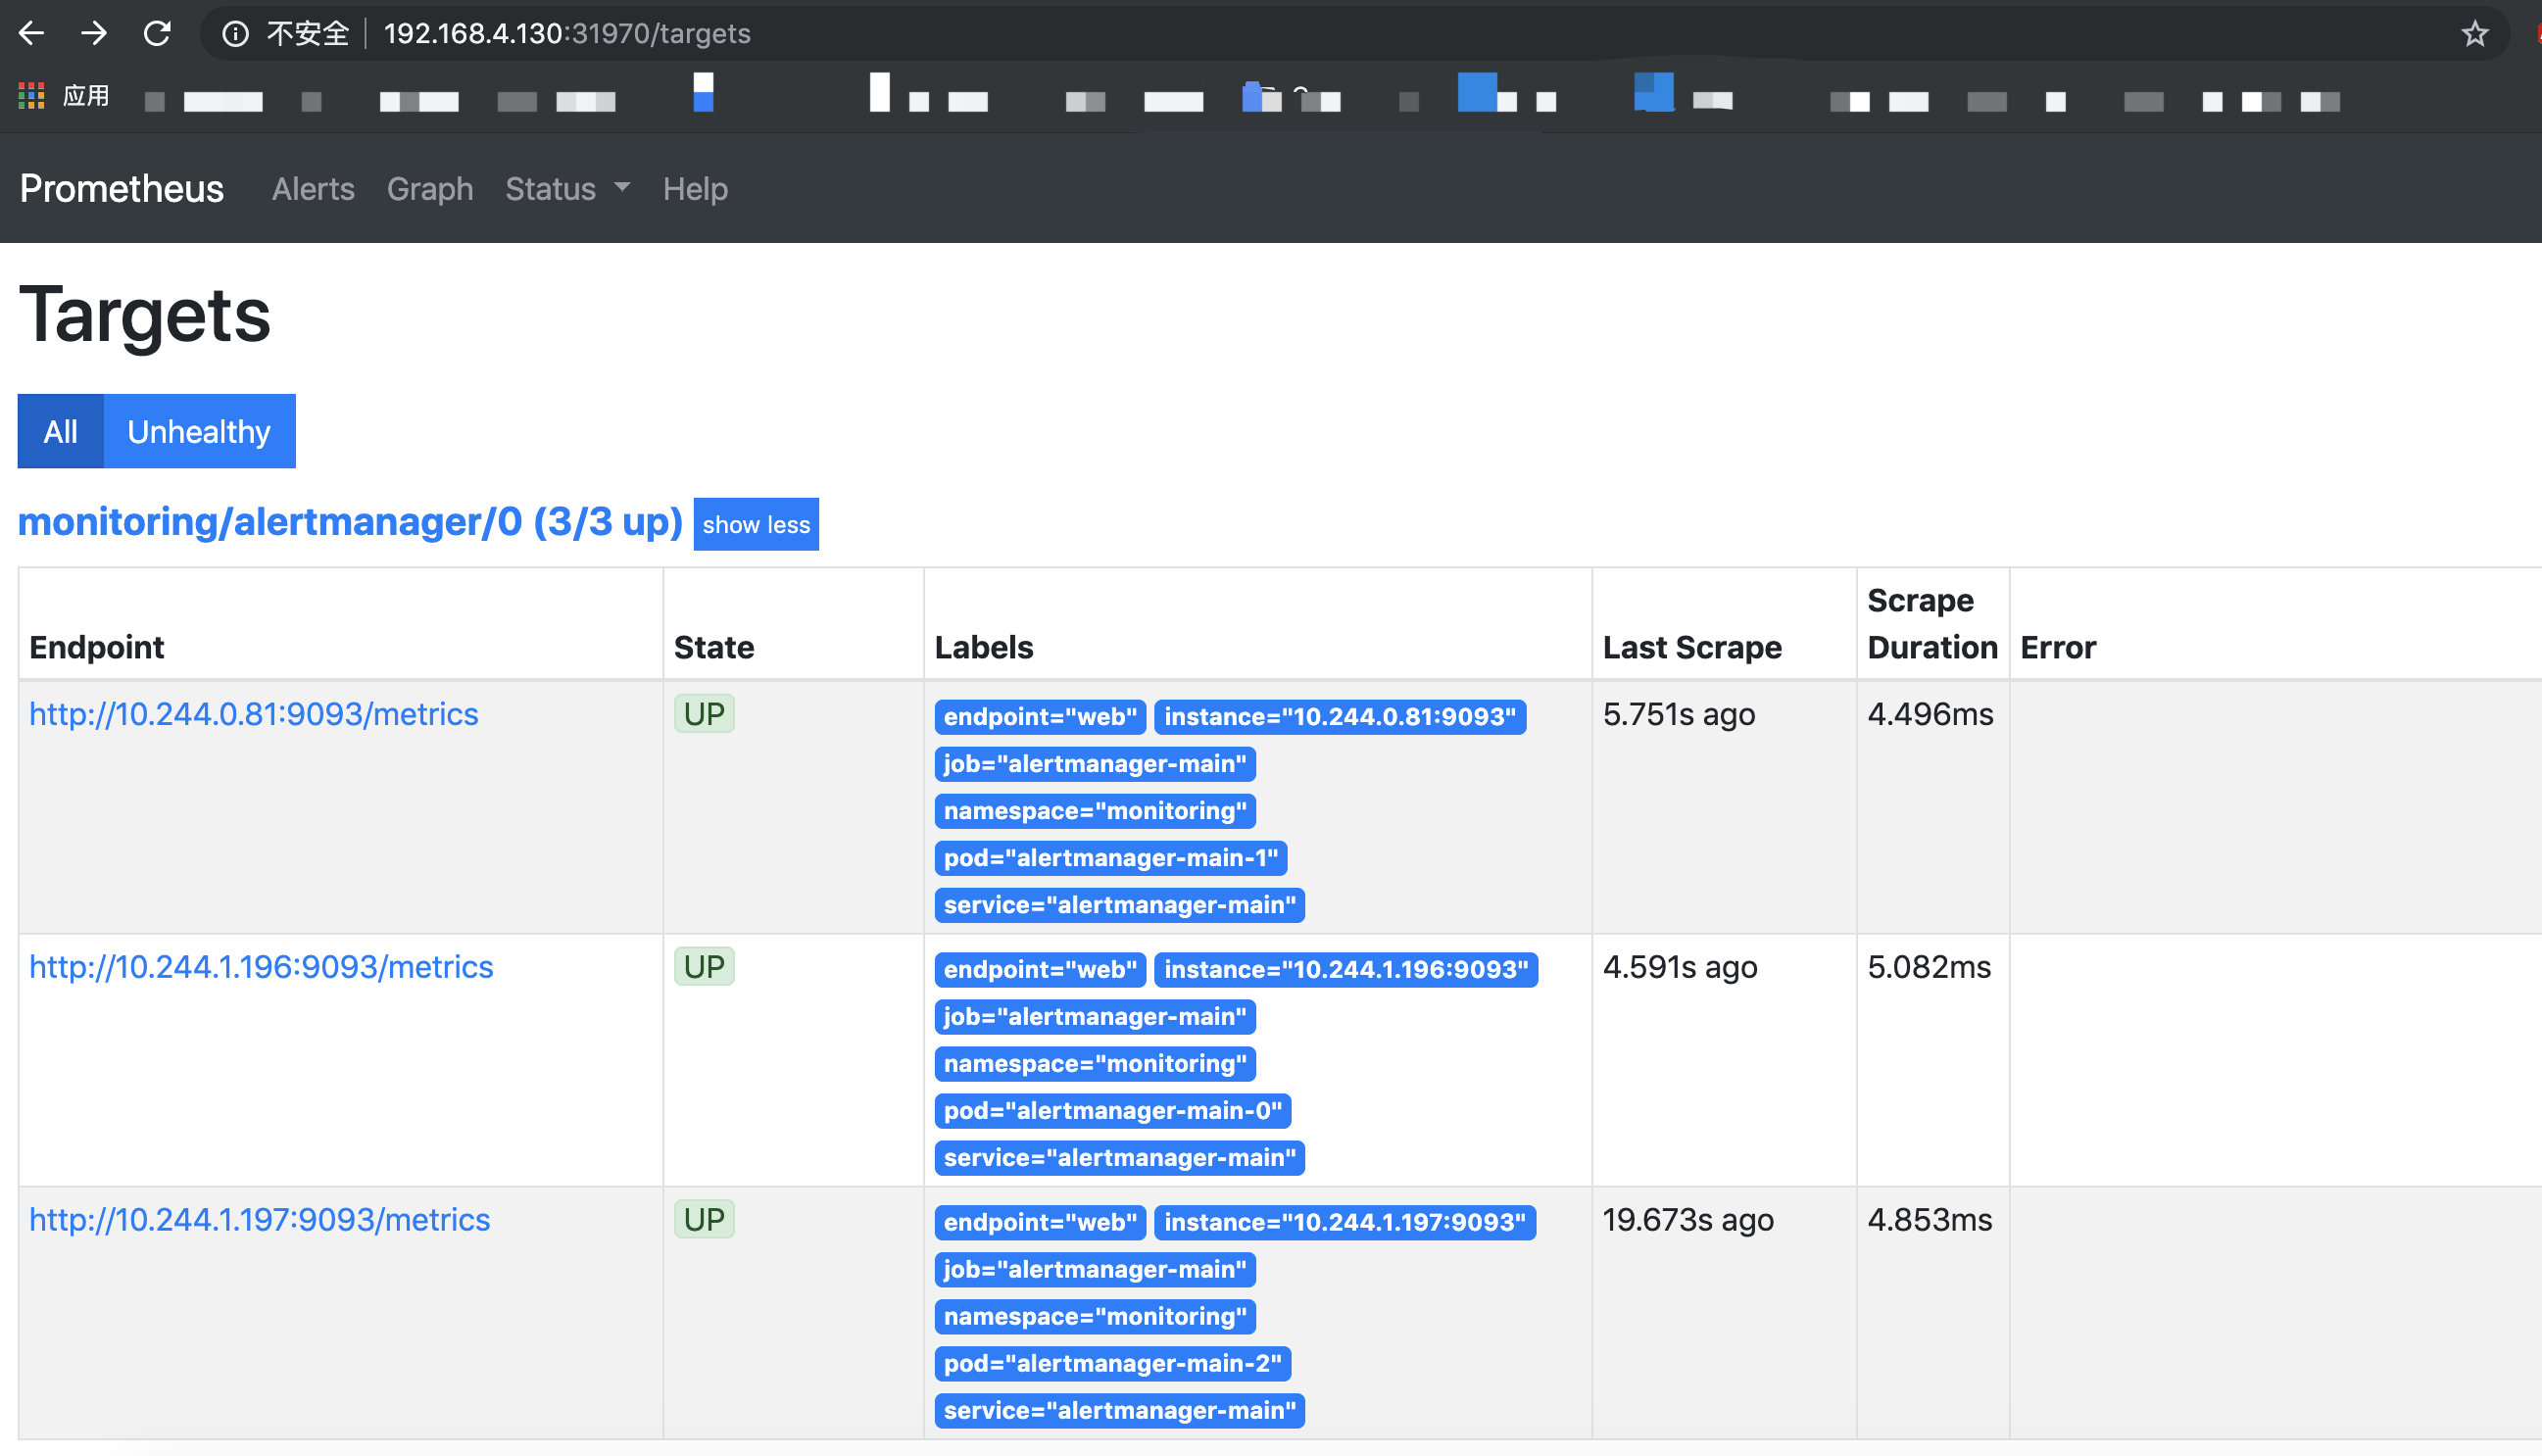 不安全 192.168.4.130:31970/targets
应用
Prometheus Alerts Graph Status Help
Targets
All Unhealthy
monitoring/alertmanager/0 (3/3 up) show less
Endpoint State Labels Last Scrape Scrape Duration Error
http://10.244.0.81:9093/metrics UP endpoint="web" instance="10.244.0.81:9093" 5.751s ago 4.496ms
job="alertmanager-main"
namespace="monitoring"
pod="alertmanager-main-1"
service="alertmanager-main"
http://10.244.1.196:9093/metrics UP endpoint="web" instance="10.244.1.196:9093" 4.591s ago 5.082ms
job="alertmanager-main"
namespace="monitoring"
pod="alertmanager-main-0"
service="alertmanager-main"
http://10.244.1.197:9093/metrics UP endpoint="web" instance="10.244.1.197:9093" 19.673s ago 4.853ms
job="alertmanager-main"
namespace="monitoring"
pod="alertmanager-main-2"
service="alertmanager-main"